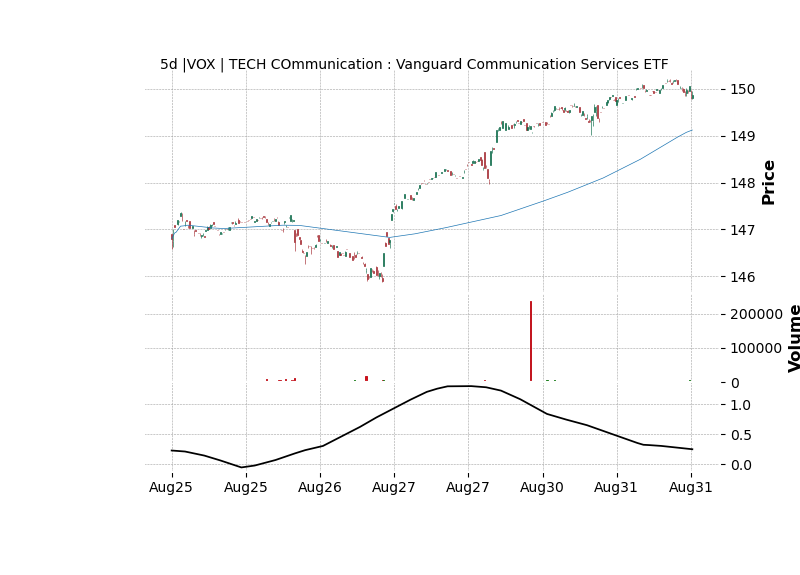 5d |VOX | TECH COmmunication : Vanguard Communication Services ETF
150
149
148
147
146
Price
200000
100000
0
Volume
1.0
0.5
0.0
Aug25 Aug25 Aug26 Aug27 Aug27 Aug30 Aug31 Aug31